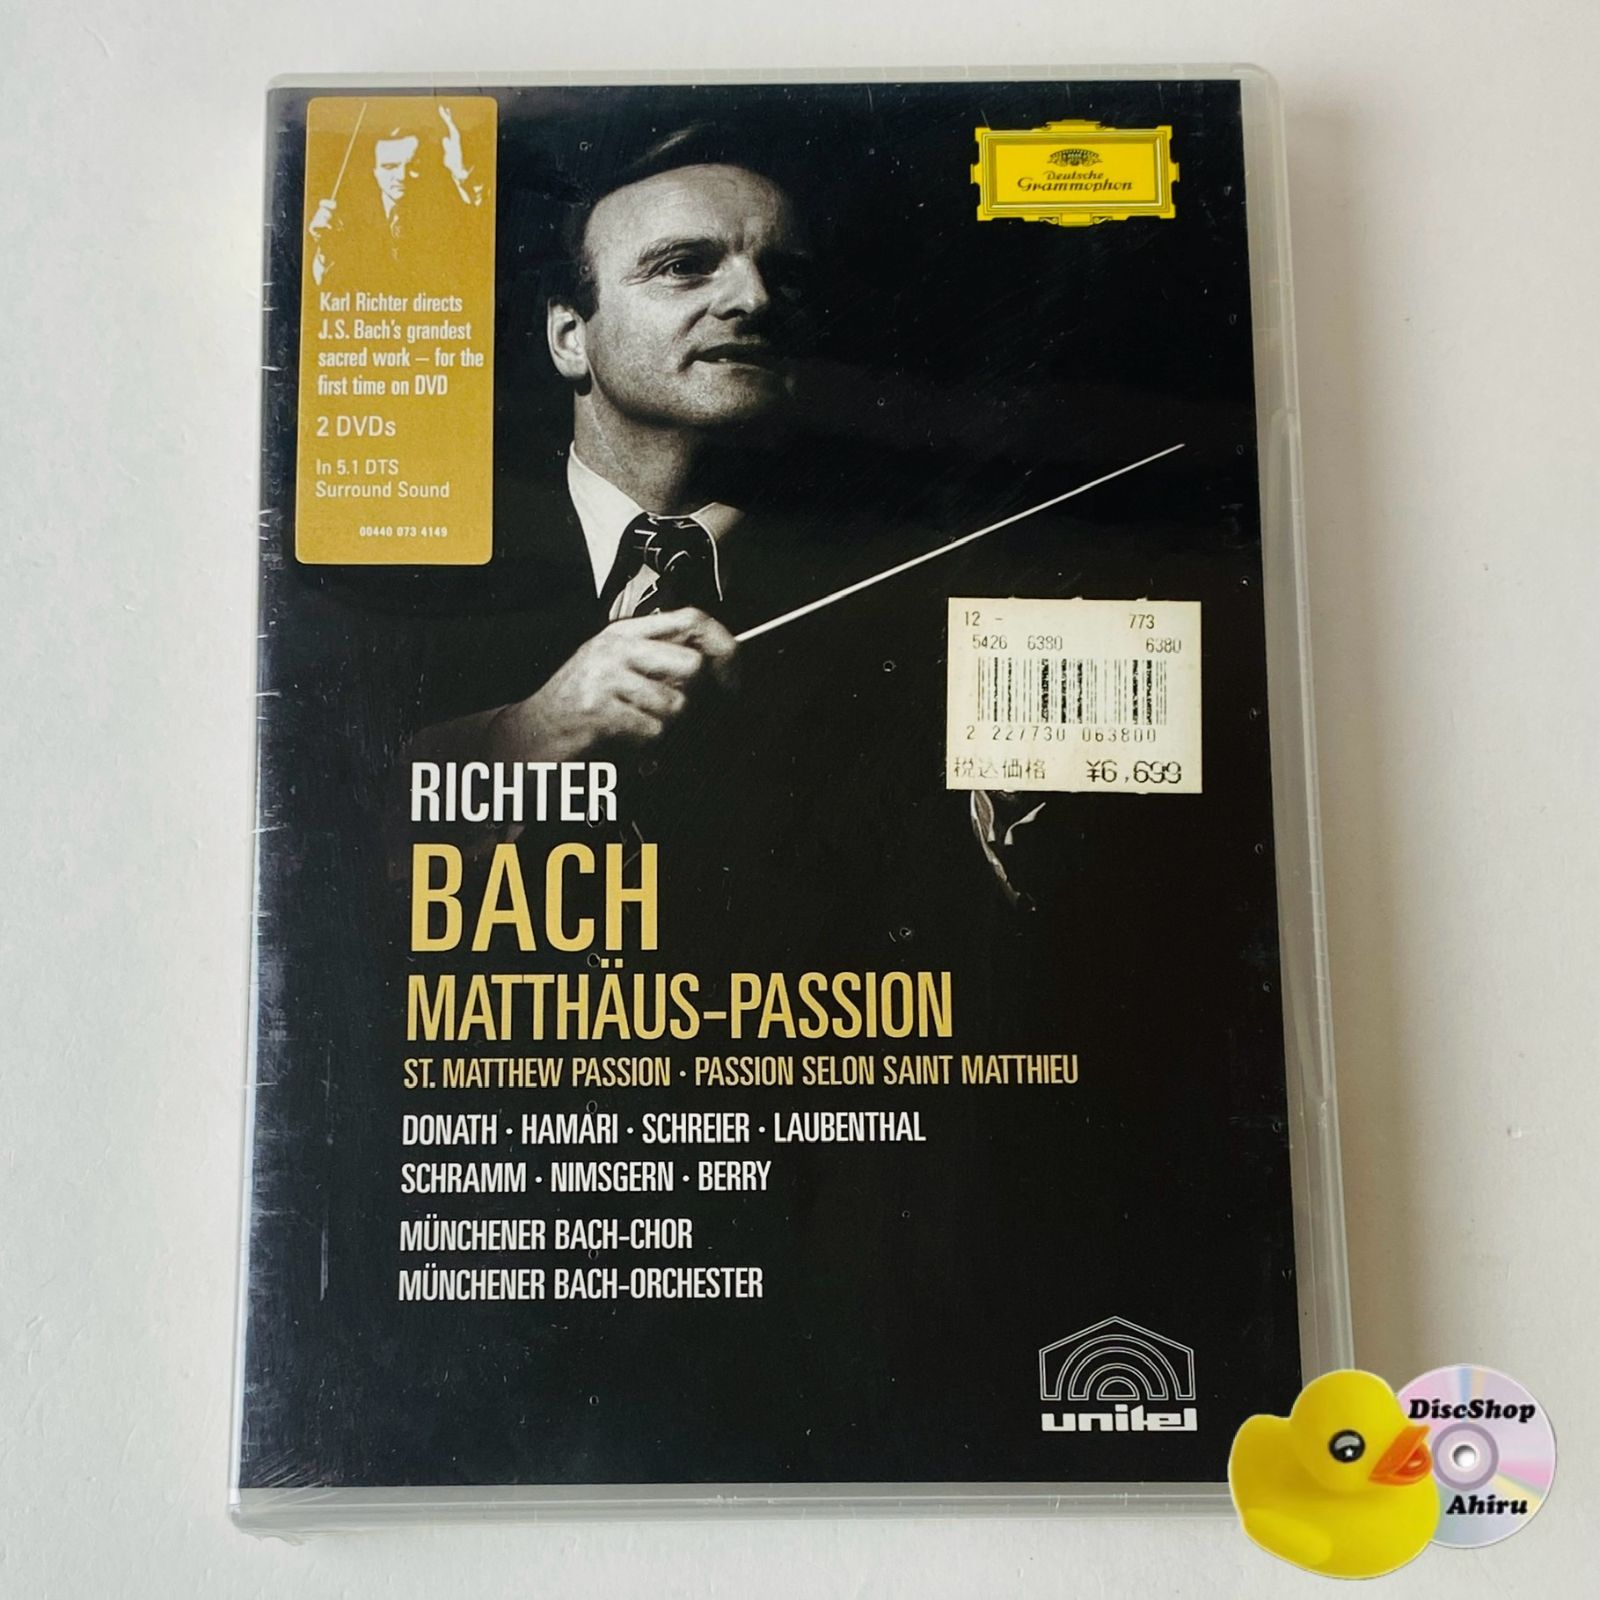 Karl Richter directs
J.S. Bach's grandest
sacred work – for the
first time on DVD
2 DVDs
In 5.1 DTS
Surround Sound
00440 073 4149
Deutsche
Grammophon
12 - 773
5426 6380 6380
2 227730 063800
税込価格 ¥6,699
RICHTER
BACH
MATTHÄUS-PASSION
ST. MATTHEW PASSION · PASSION SELON SAINT MATTHIEU
DONATH · HAMARI · SCHREIER · LAUBENTHAL
SCHRAMM · NIMSGERN · BERRY
MÜNCHENER BACH-CHOR
MÜNCHENER BACH-ORCHESTER
unitel
DiscShop
Ahiru